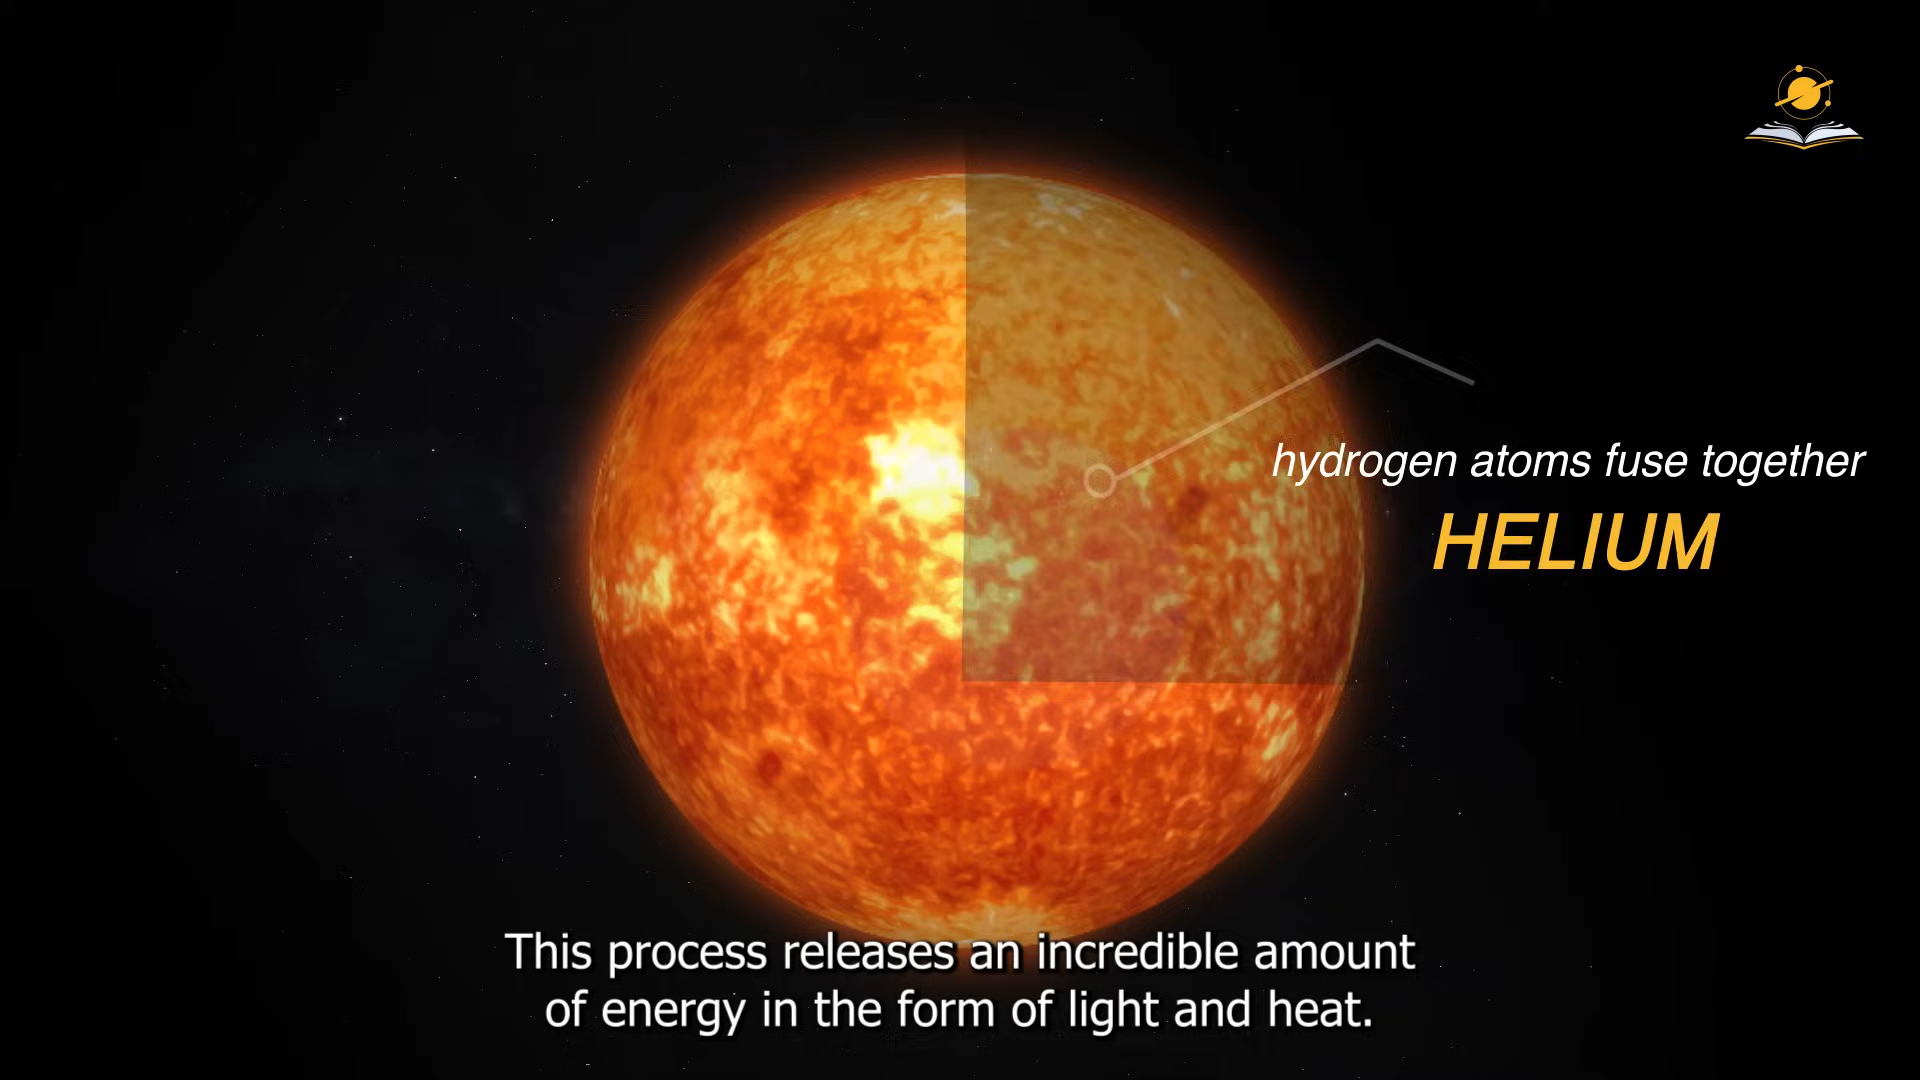 hydrogen atoms fuse together
HELIUM
This process releases an incredible amount
of energy in the form of light and heat.